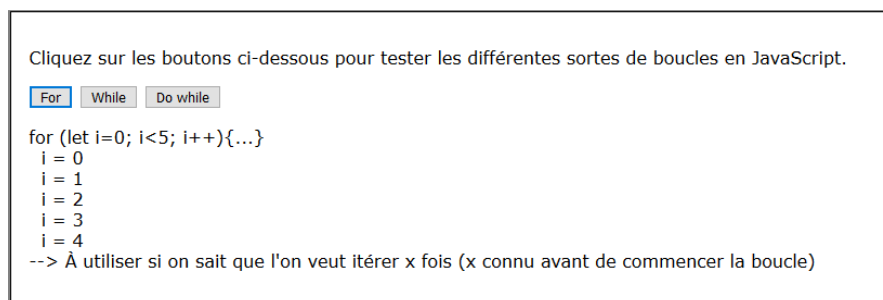 Cliquez sur les boutons ci-dessous pour tester les différentes sortes de boucles en JavaScript.
For While Do while
for (let i=0; i<5; i++){...}
i = 0
i = 1
i = 2
i = 3
i = 4
--> À utiliser si on sait que l'on veut itérer x fois (x connu avant de commencer la boucle)